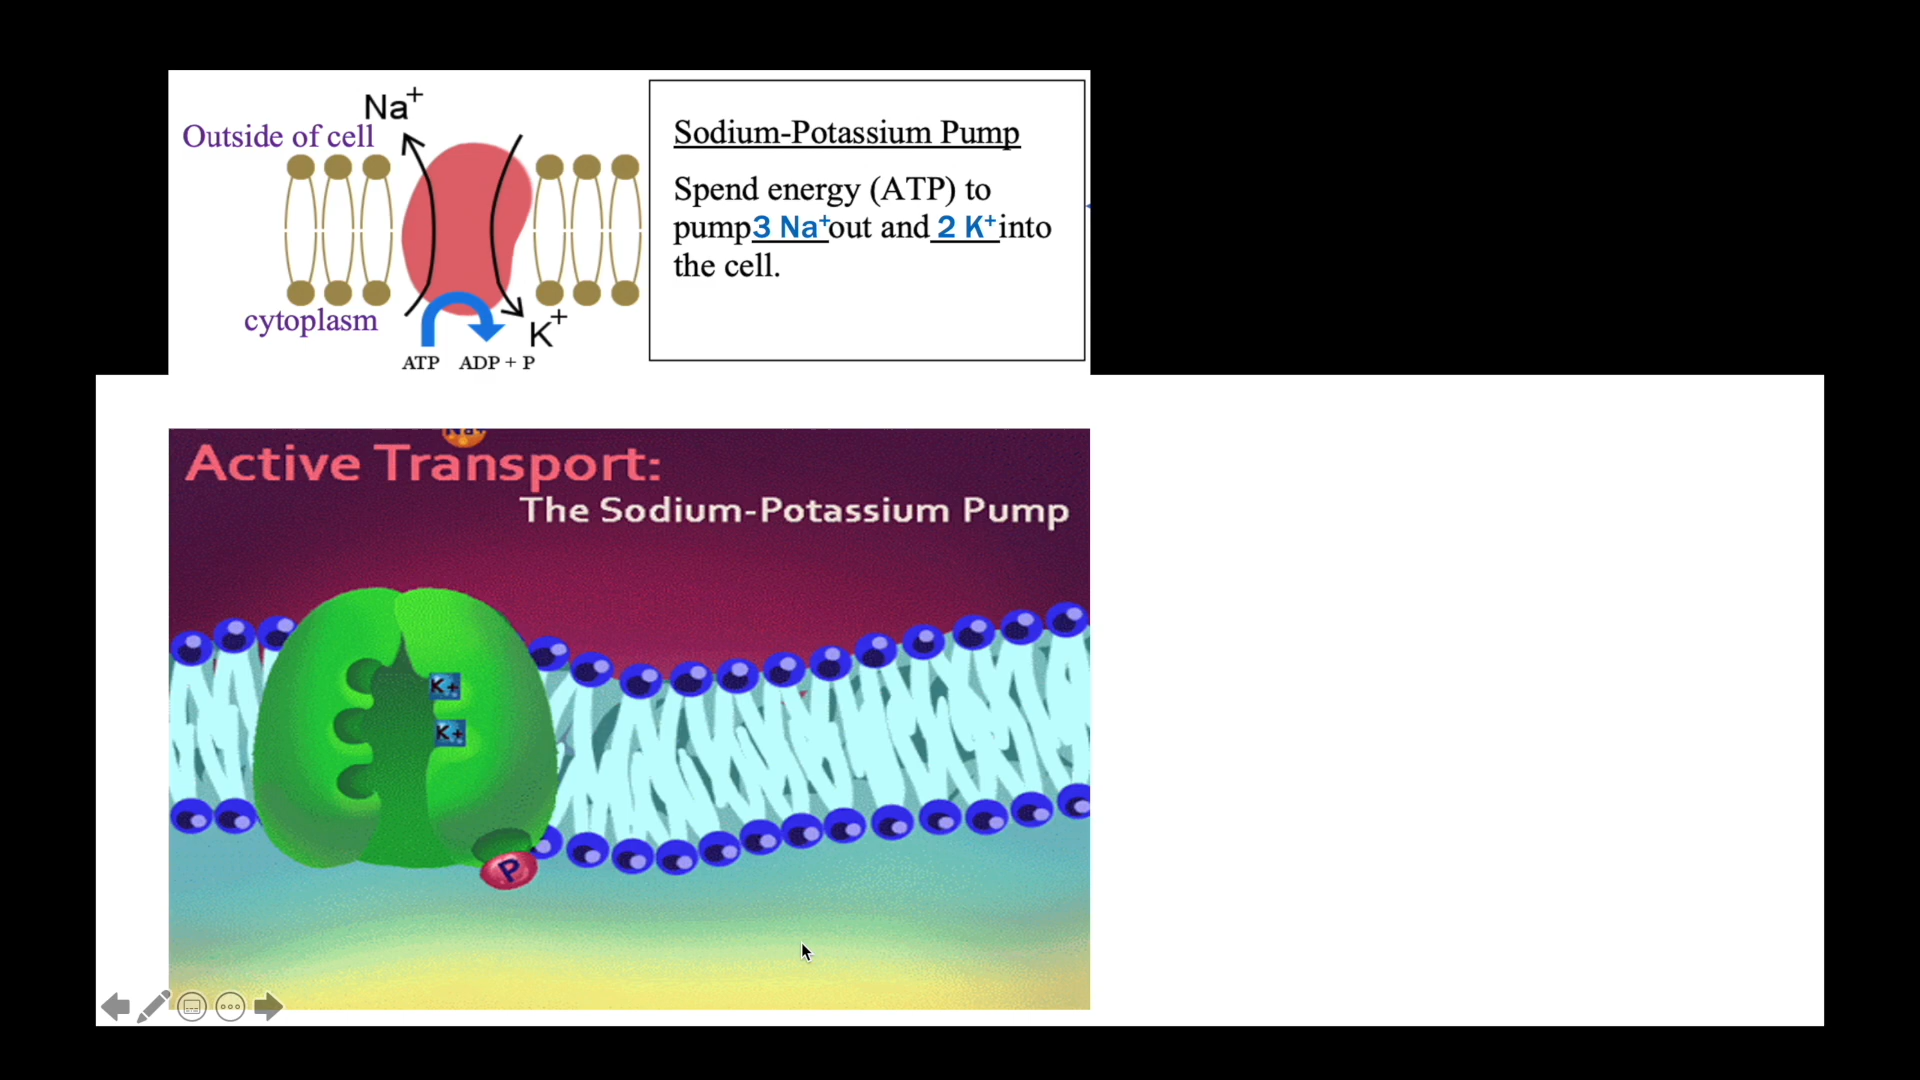 Na⁺
Outside of cell
cytoplasm
K⁺
ATP ADP + P
Sodium-Potassium Pump
Spend energy (ATP) to
pump 3 Na⁺ out and 2 K⁺ into
the cell.
Na+
Active Transport:
The Sodium-Potassium Pump
K+
K+
P